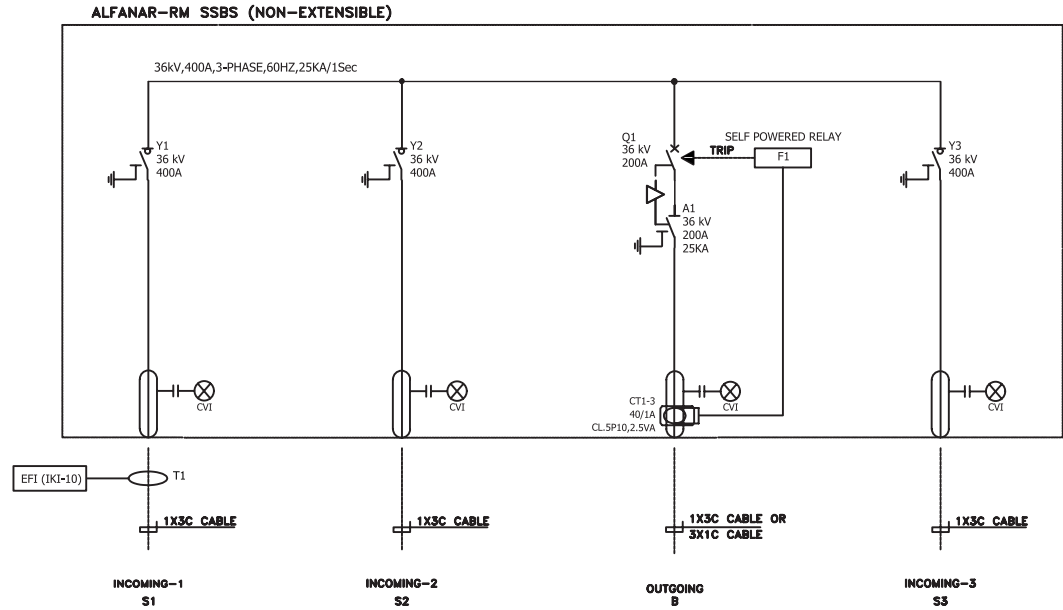 ALFANAR-RM SSBS (NON-EXTENSIBLE)
36kV,400A,3-PHASE,60HZ,25KA/1Sec
Y1
36 kV
400A
Y2
36 kV
400A
Q1
36 kV
200A
TRIP
SELF POWERED RELAY
F1
Y3
36 kV
400A
A1
36 kV
200A
25KA
CVI
CVI
CT1-3
40/1A
CL.5P10,2.5VA
CVI
CVI
EFI (IKI-10)
T1
1X3C CABLE
1X3C CABLE
1X3C CABLE OR
3X1C CABLE
1X3C CABLE
INCOMING-1
S1
INCOMING-2
S2
OUTGOING
B
INCOMING-3
S3